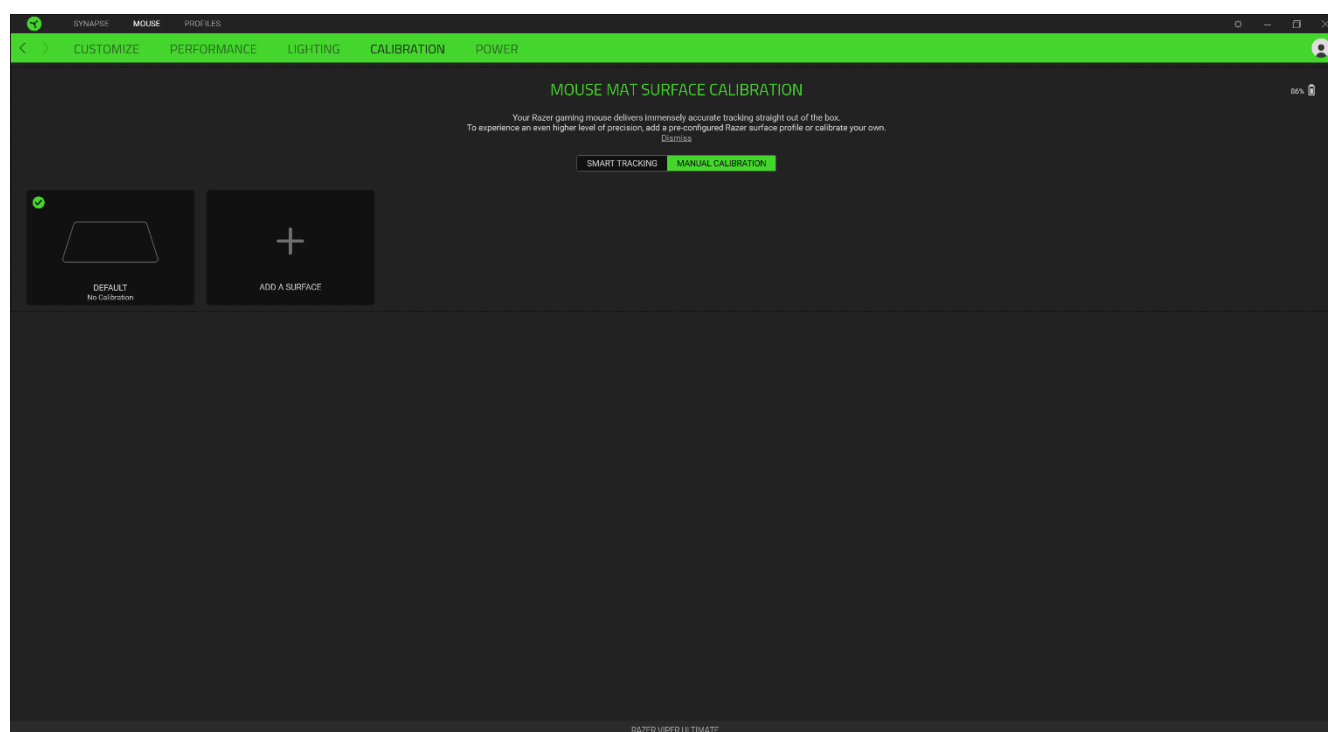 SYNAPSE MOUSE PROFILES
CUSTOMIZE PERFORMANCE LIGHTING CALIBRATION POWER
MOUSE MAT SURFACE CALIBRATION
86%
Your Razer gaming mouse delivers immensely accurate tracking straight out of the box.
To experience an even higher level of precision, add a pre-configured Razer surface profile or calibrate your own.
Dismiss
SMART TRACKING MANUAL CALIBRATION
DEFAULT
No Calibration
ADD A SURFACE
RAZER VIPER ULTIMATE